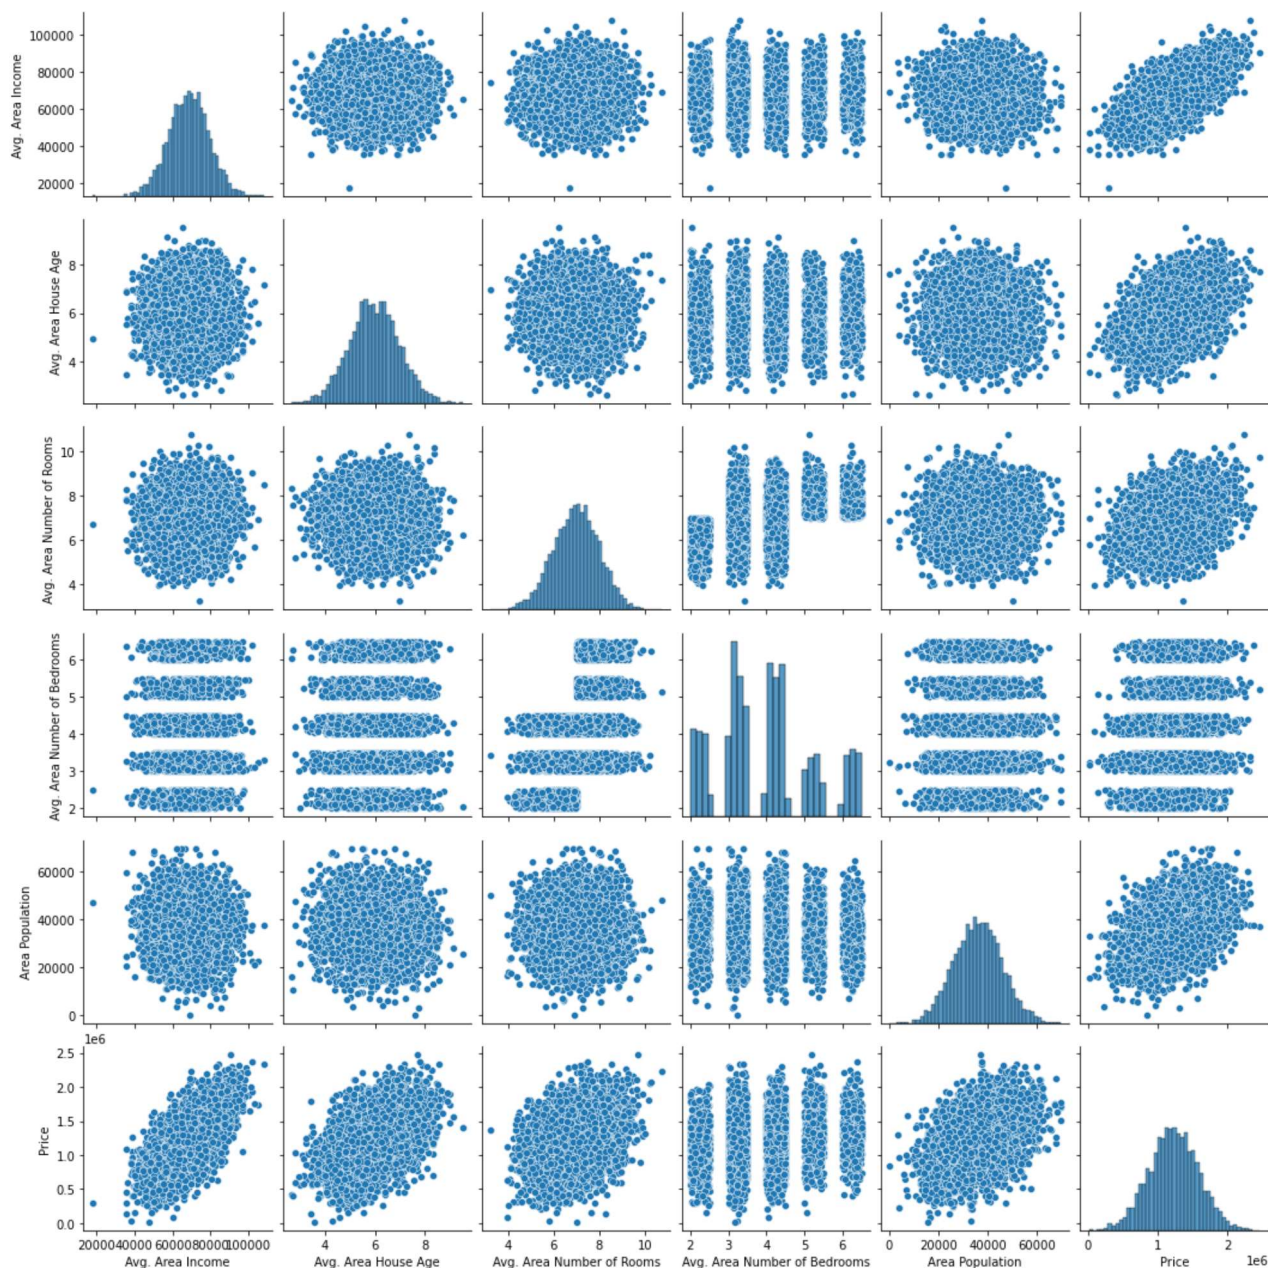 100000
80000
60000
40000
20000
Avg. Area Income
8
6
4
Avg. Area House Age
10
8
6
4
Avg. Area Number of Rooms
6
5
4
3
2
Avg. Area Number of Bedrooms
60000
40000
20000
0
Area Population
1e6
2.5
2.0
1.5
1.0
0.5
0.0
Price
20000 40000 60000 80000 100000
Avg. Area Income
4 6 8
Avg. Area House Age
4 6 8 10
Avg. Area Number of Rooms
2 3 4 5 6
Avg. Area Number of Bedrooms
0 20000 40000 60000
Area Population
0 1 2
Price
1e6